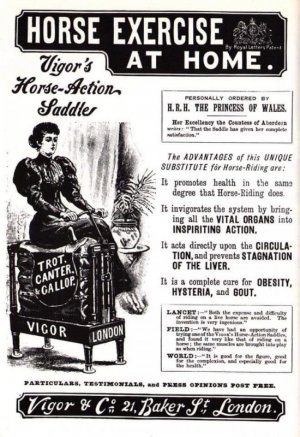 HORSE EXERCISE
AT HOME.
By Royal Letters Patent
Vigor's
Horse-Action
Saddle
PERSONALLY ORDERED BY
H.R.H. THE PRINCESS OF WALES.
Her Excellency the Countess of Aberdeen
writes: "That the Saddle has given her complete
satisfaction."
The ADVANTAGES of this UNIQUE
SUBSTITUTE for Horse-Riding are:
It promotes health in the same
degree that Horse-Riding does.
It invigorates the system by bring-
ing all the VITAL ORGANS into
INSPIRITING ACTION.
It acts directly upon the CIRCULA-
TION, and prevents STAGNATION
OF THE LIVER.
It is a complete cure for OBESITY,
HYSTERIA, and GOUT.
TROT,
CANTER,
& GALLOP.
VIGOR
LONDON
LANCET:—"Both the expense and difficulty
of riding on a live horse are avoided. The
invention is very ingenious."
FIELD:—"We have had an opportunity of
trying one of the Vigor's Horse-Action Saddles,
and found it very like that of riding on a
horse; the same muscles are brought into play
as when riding."
WORLD:—"It is good for the figure, good
for the complexion, and especially good for
the health."
PARTICULARS, TESTIMONIALS, and PRESS OPINIONS POST FREE.
Vigor & Co 21, Baker St, London.